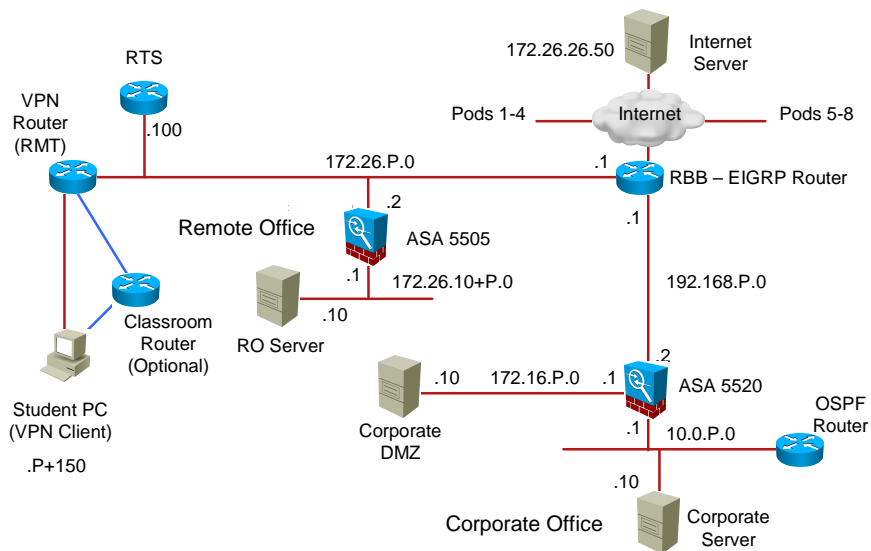 172.26.26.50
Internet
Server
RTS
VPN
Router
(RMT)
Pods 1-4
Internet
Pods 5-8
.100
172.26.P.0
.1
RBB – EIGRP Router
.2
.1
Remote Office
ASA 5505
.1
172.26.10+P.0
192.168.P.0
.10
RO Server
Classroom
Router
(Optional)
.2
.10
172.16.P.0
.1
ASA 5520
OSPF
Router
Student PC
(VPN Client)
Corporate
DMZ
.1
10.0.P.0
.P+150
.10
Corporate Office
Corporate
Server